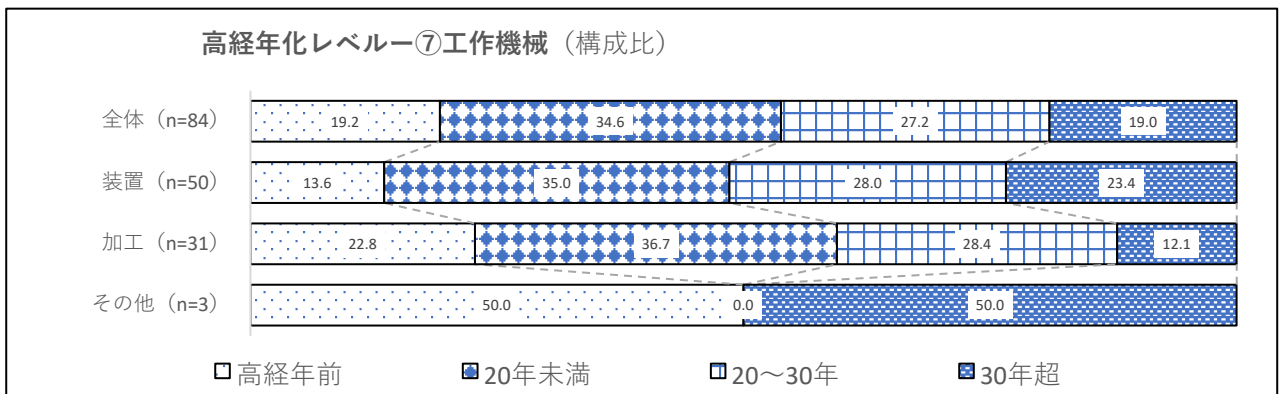 高経年化レベルー⑦工作機械（構成比）
全体（n=84） 19.2 34.6 27.2 19.0
装置（n=50） 13.6 35.0 28.0 23.4
加工（n=31） 22.8 36.7 28.4 12.1
その他（n=3） 50.0 0.0 50.0
高経年前 20年未満 20～30年 30年超